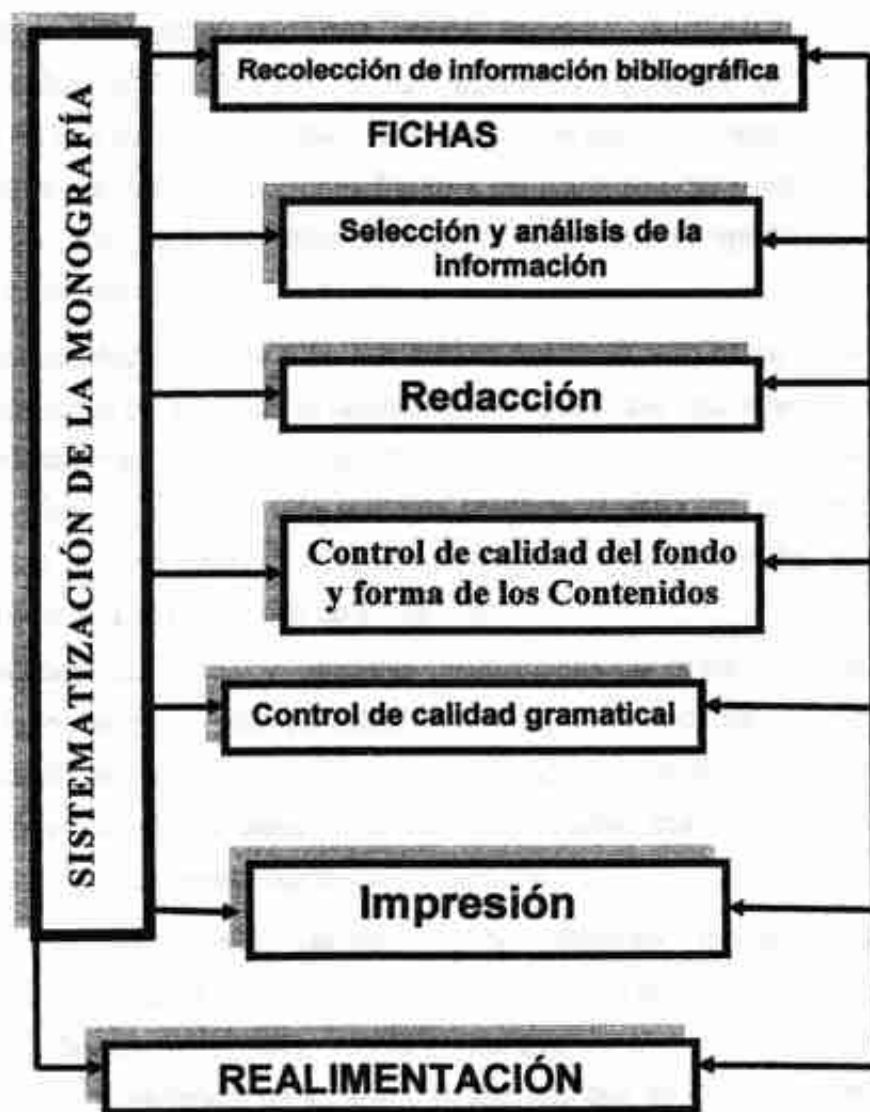 SISTEMATIZACIÓN DE LA MONOGRAFÍA
Recolección de información bibliográfica
FICHAS
Selección y análisis de la
información
Redacción
Control de calidad del fondo
y forma de los Contenidos
Control de calidad gramatical
Impresión
REALIMENTACIÓN